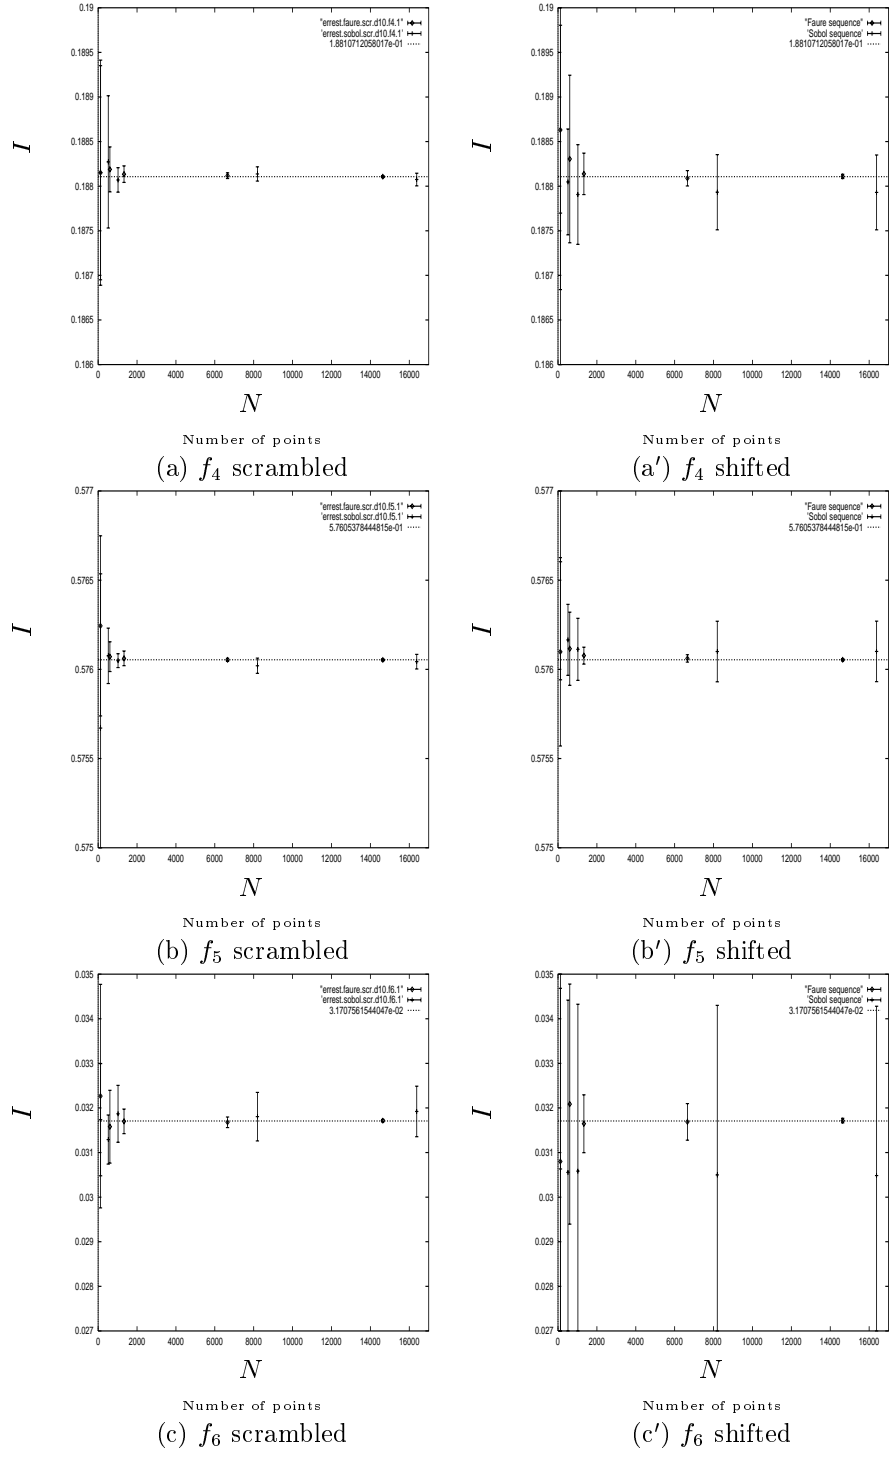 0.19
0.1895
0.189
0.1885
0.188
0.1875
0.187
0.1865
0.186
0 2000 4000 6000 8000 10000 12000 14000 16000
"errest.faure.scr.d10.f4.1"
'errest.sobol.scr.d10.f4.1'
1.8810712058017e-01
I
N
Number of points
(a) f4 scrambled
0.19
0.1895
0.189
0.1885
0.188
0.1875
0.187
0.1865
0.186
0 2000 4000 6000 8000 10000 12000 14000 16000
"Faure sequence"
'Sobol sequence'
1.8810712058017e-01
I
N
Number of points
(a′) f4 shifted
0.577
0.5765
0.576
0.5755
0.575
0 2000 4000 6000 8000 10000 12000 14000 16000
"errest.faure.scr.d10.f5.1"
'errest.sobol.scr.d10.f5.1'
5.7605378444815e-01
I
N
Number of points
(b) f5 scrambled
0.577
0.5765
0.576
0.5755
0.575
0 2000 4000 6000 8000 10000 12000 14000 16000
"Faure sequence"
'Sobol sequence'
5.7605378444815e-01
I
N
Number of points
(b′) f5 shifted
0.035
0.034
0.033
0.032
0.031
0.03
0.029
0.028
0.027
0 2000 4000 6000 8000 10000 12000 14000 16000
"errest.faure.scr.d10.f6.1"
'errest.sobol.scr.d10.f6.1'
3.1707561544047e-02
I
N
Number of points
(c) f6 scrambled
0.035
0.034
0.033
0.032
0.031
0.03
0.029
0.028
0.027
0 2000 4000 6000 8000 10000 12000 14000 16000
"Faure sequence"
'Sobol sequence'
3.1707561544047e-02
I
N
Number of points
(c′) f6 shifted